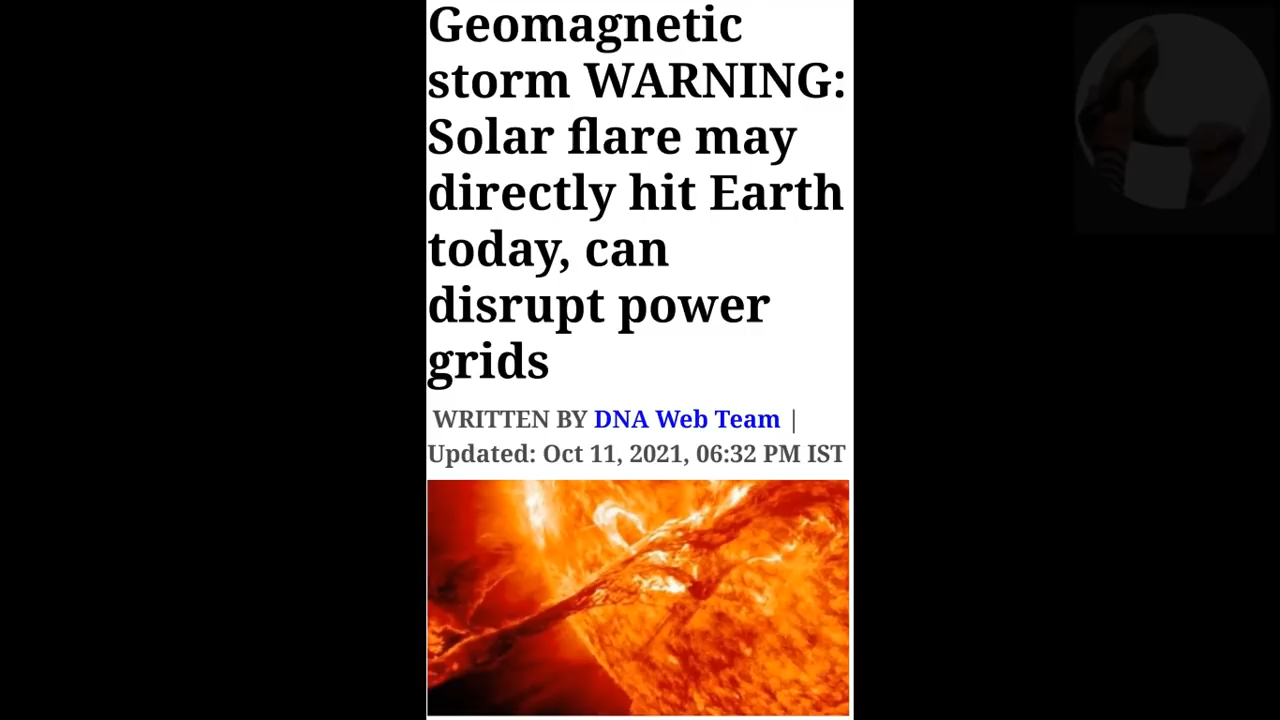 Geomagnetic
storm WARNING:
Solar flare may
directly hit Earth
today, can
disrupt power
grids
WRITTEN BY DNA Web Team |
Updated: Oct 11, 2021, 06:32 PM IST